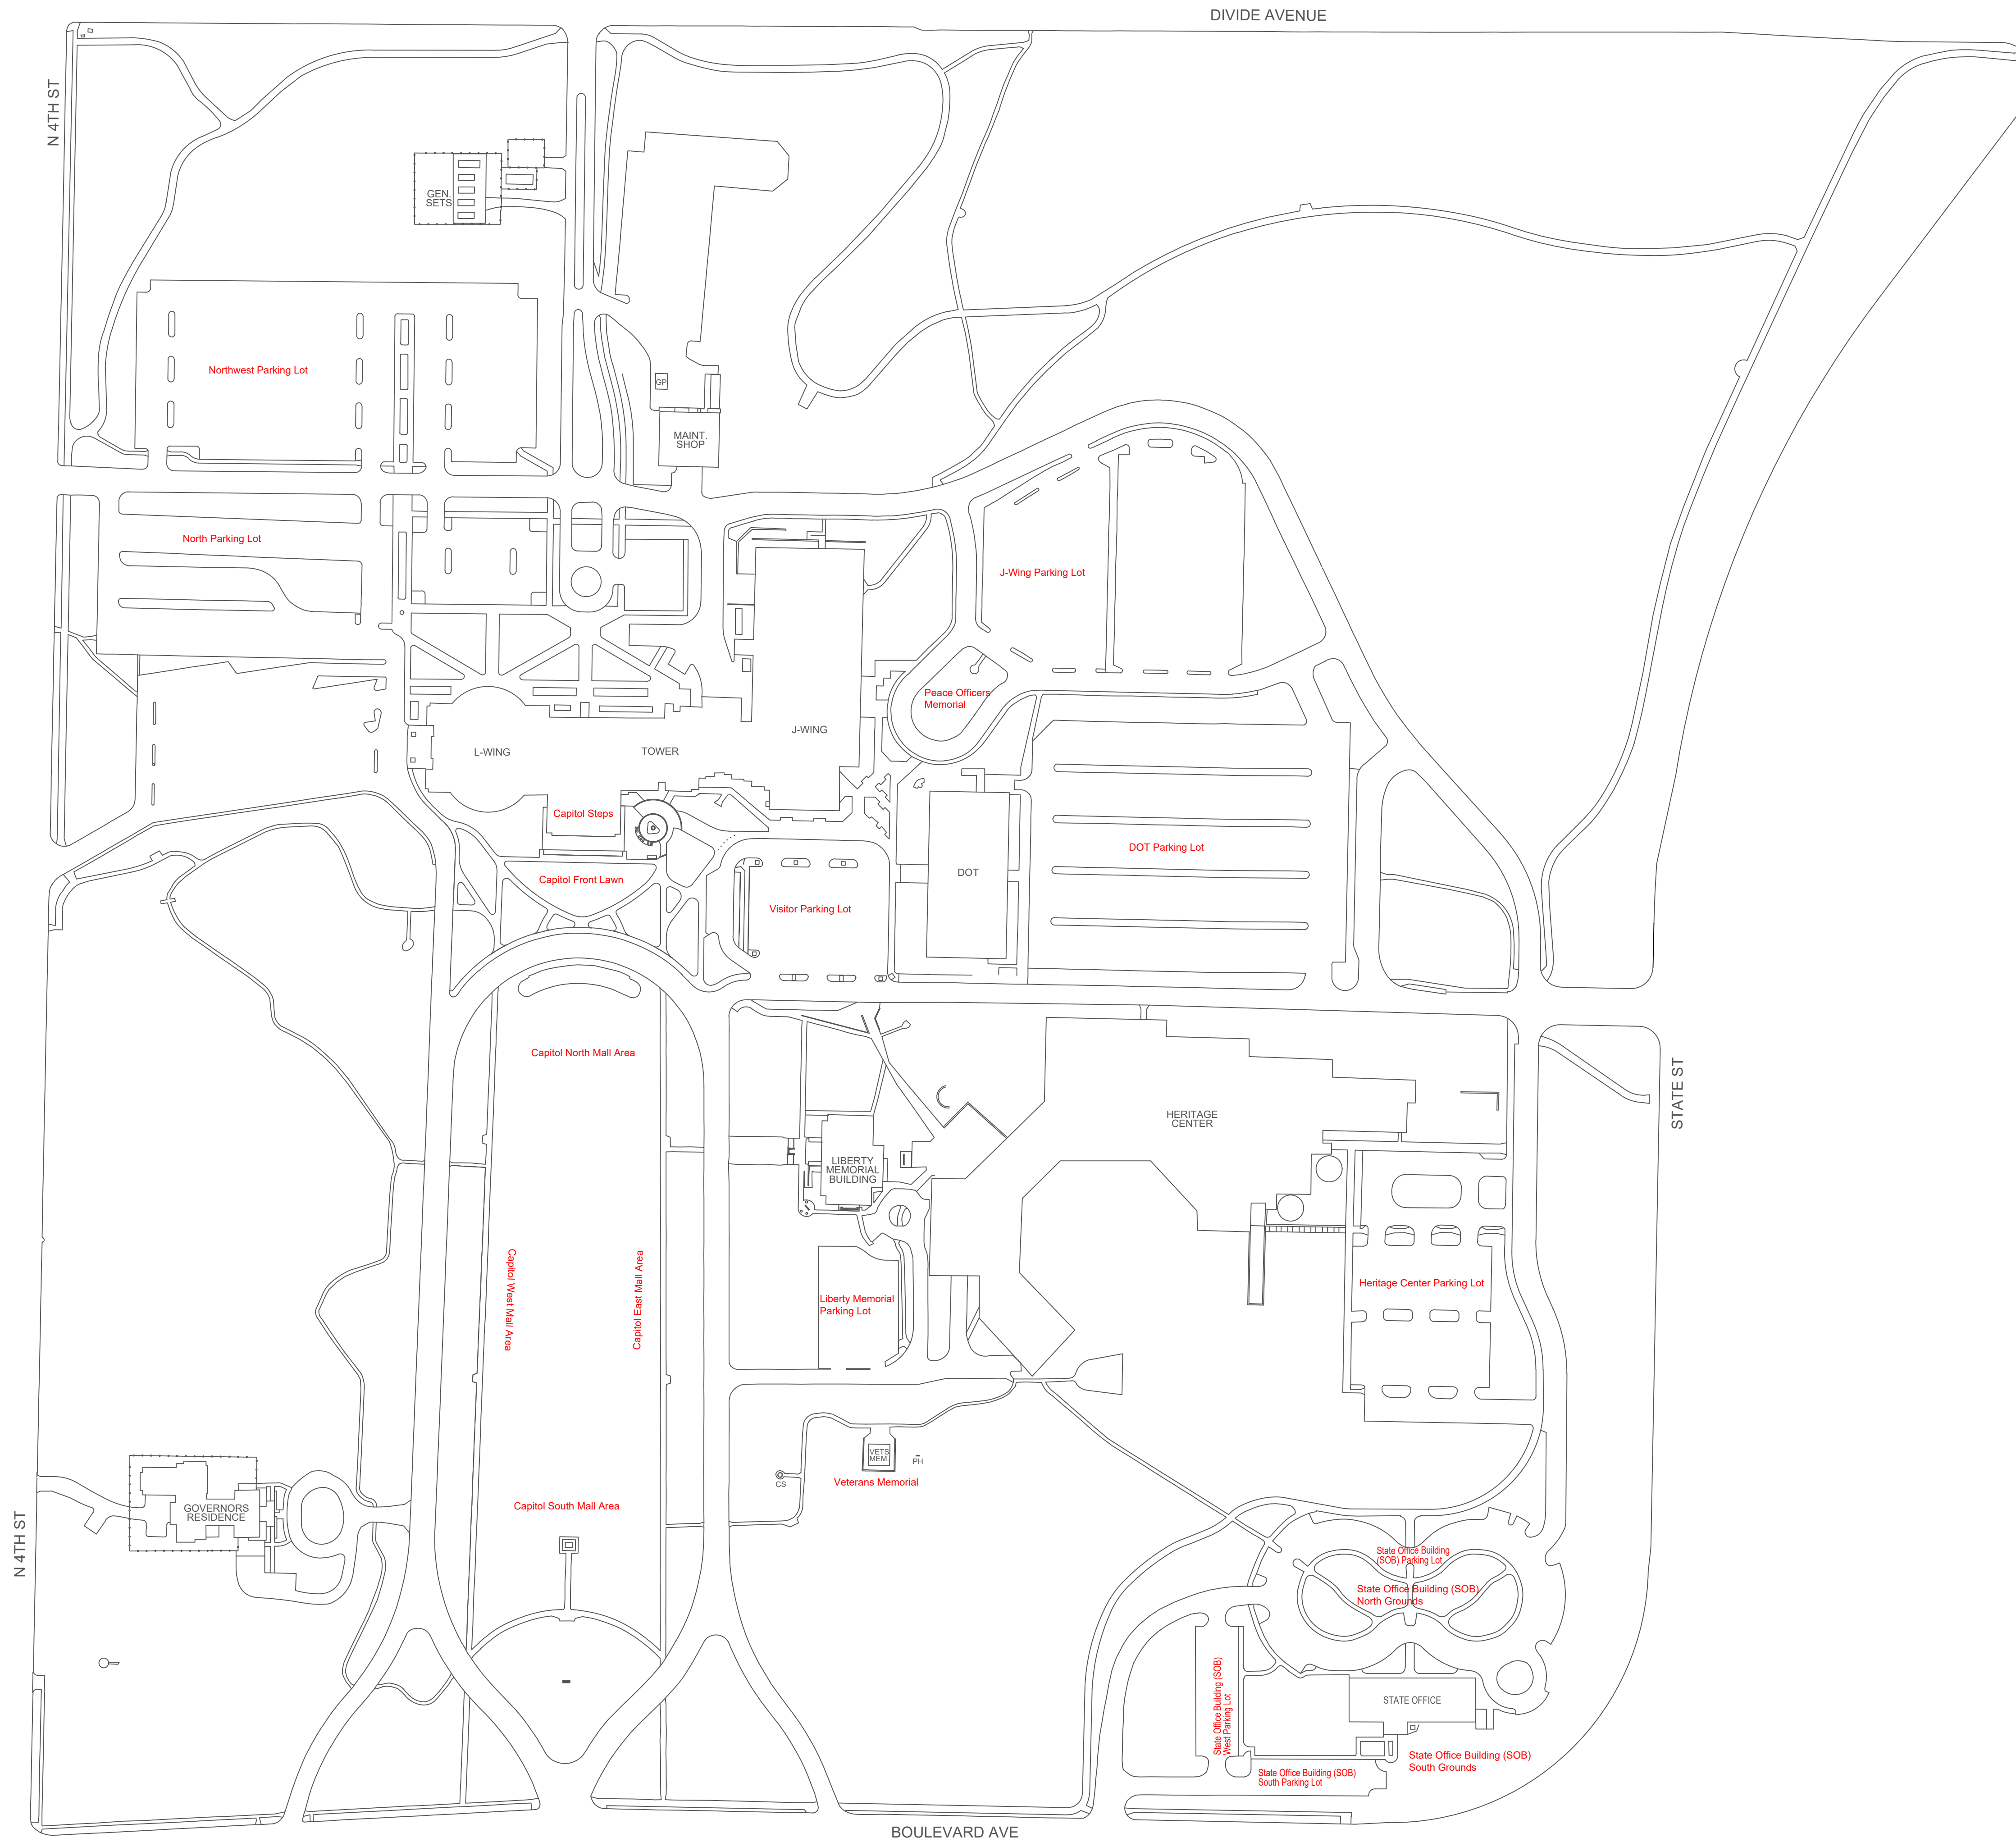 DIVIDE AVENUE
N 4TH ST
GEN.
SETS
Northwest Parking Lot
GP
MAINT.
SHOP
North Parking Lot
J-Wing Parking Lot
Peace Officers
Memorial
J-WING
L-WING
TOWER
Capitol Steps
DOT Parking Lot
DOT
Capitol Front Lawn
Visitor Parking Lot
Capitol North Mall Area
STATE ST
HERITAGE
CENTER
LIBERTY
MEMORIAL
BUILDING
Capitol West Mall Area
Capitol East Mall Area
Heritage Center Parking Lot
Liberty Memorial
Parking Lot
VETS
MEM.
PH
CS
Veterans Memorial
Capitol South Mall Area
GOVERNORS
RESIDENCE
N 4TH ST
State Office Building
(SOB) Parking Lot
State Office Building (SOB)
North Grounds
State Office Building (SOB)
West Parking Lot
STATE OFFICE
State Office Building (SOB)
South Grounds
State Office Building (SOB)
South Parking Lot
BOULEVARD AVE